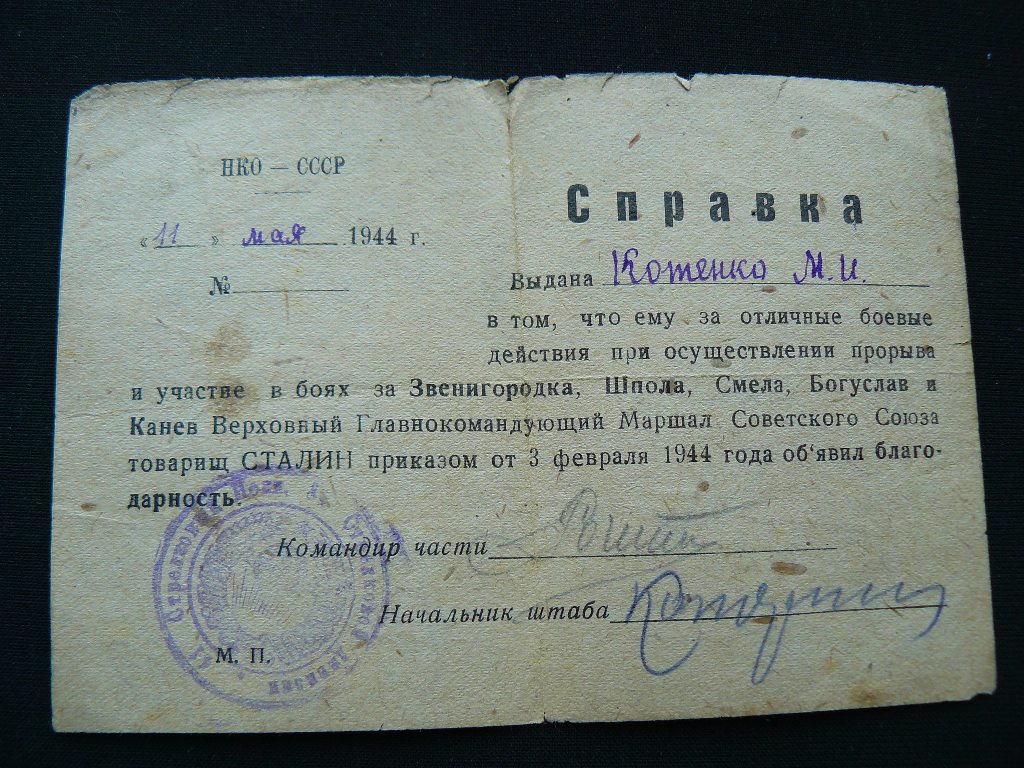 НКО — СССР
Справка
«11» мая 1944 г.
№
Выдана Котенко М.И.
в том, что ему за отличные боевые
действия при осуществлении прорыва
и участие в боях за Звенигородка, Шпола, Смела, Богуслав и
Канев Верховный Главнокомандующий Маршал Советского Союза
товарищ СТАЛИН приказом от 3 февраля 1944 года об'явил благо-
дарность.
Командир части
Начальник штаба
М. П.
Стрелковый
Стрелковой